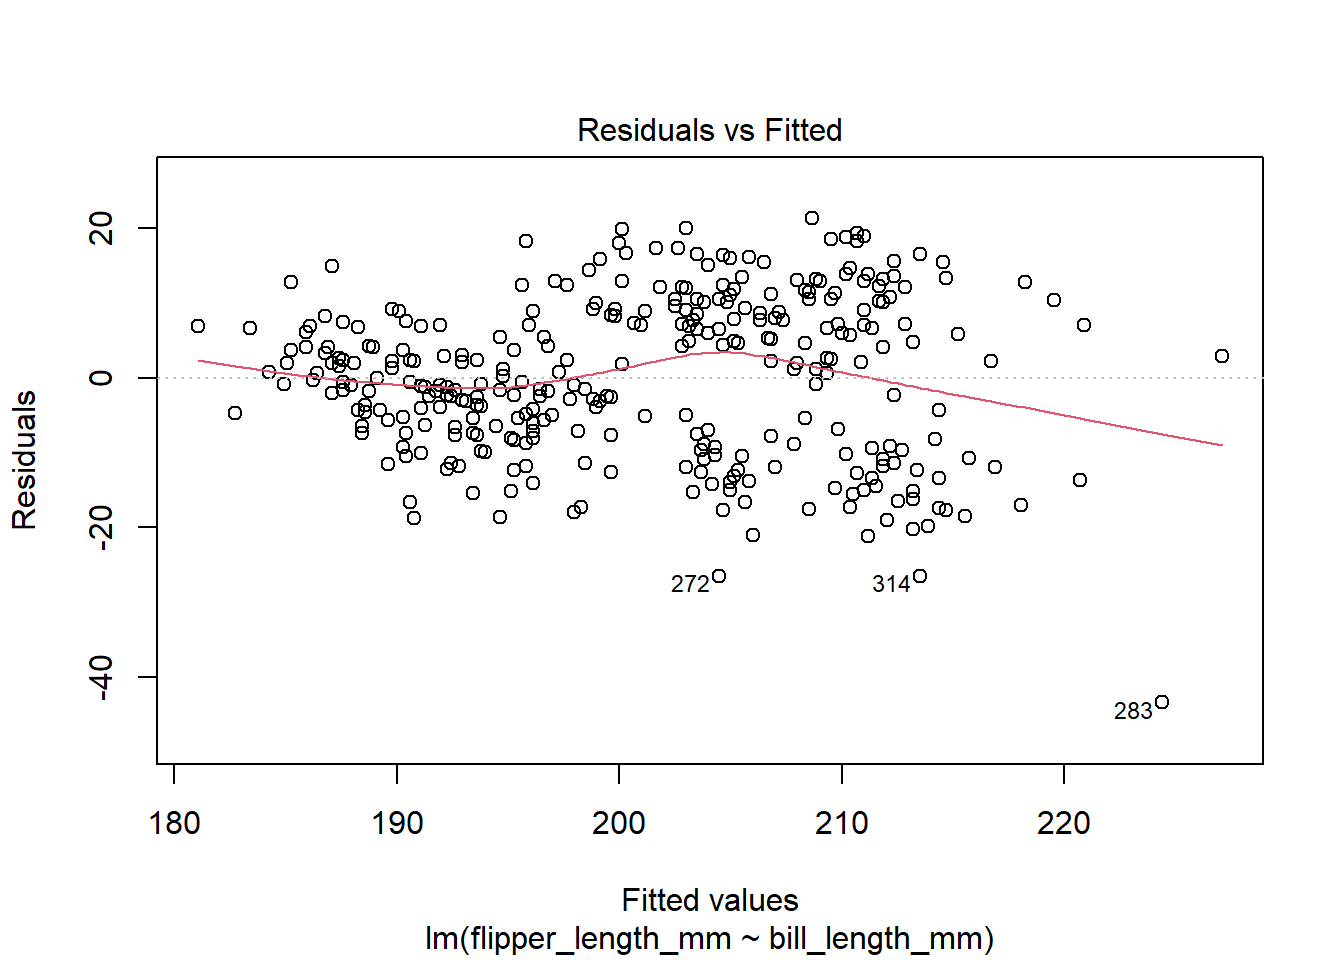 Residuals vs Fitted
Residuals
20
0
-20
-40
272
314
283
180 190 200 210 220
Fitted values
lm(flipper_length_mm ~ bill_length_mm)